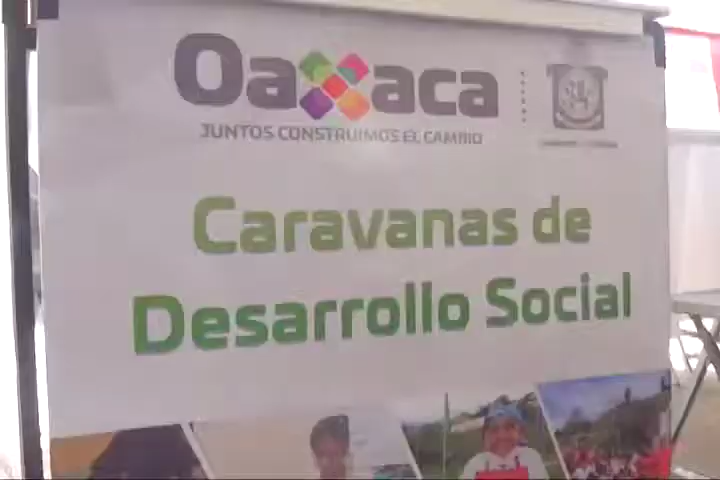 Oaxaca
JUNTOS CONSTRUIMOS EL CAMBIO
Caravanas de
Desarrollo Social